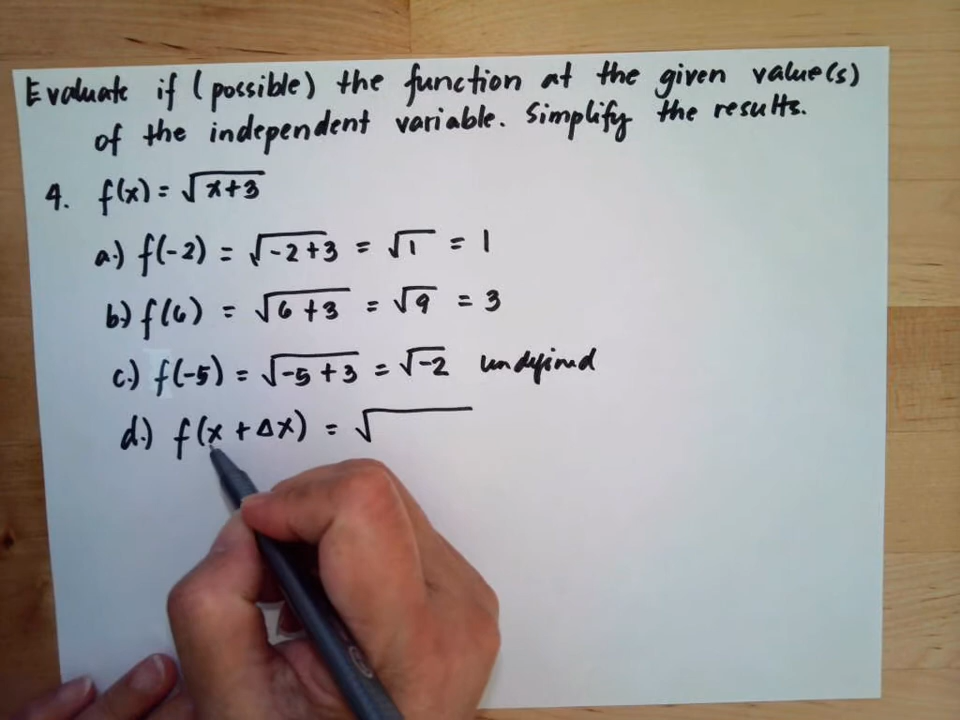 Evaluate if (possible) the function at the given value(s)
of the independent variable. Simplify the results.
4. f(x) = √x+3
a.) f(-2) = √-2+3 = √1 = 1
b.) f(6) = √6+3 = √9 = 3
c.) f(-5) = √-5+3 = √-2 undefined
d.) f(x + Δx) = √